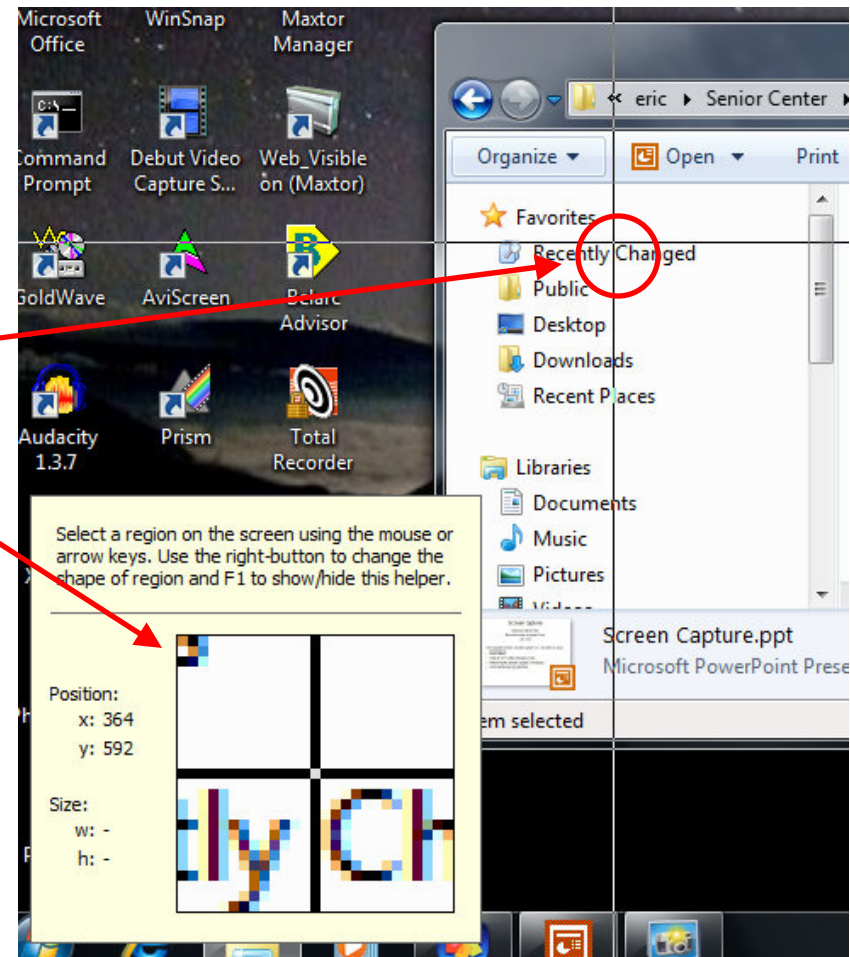 Microsoft
Office
WinSnap
Maxtor
Manager
C:\
Command
Prompt
Debut Video
Capture S...
Web_Visible
on (Maxtor)
GoldWave
AviScreen
Belarc
Advisor
Audacity
1.3.7
Prism
Total
Recorder
« eric ▸ Senior Center ▸
Organize ▾ Open ▾ Print
Favorites
Recently Changed
Public
Desktop
Downloads
Recent Places
Libraries
Documents
Music
Pictures
Videos
Screen Capture.ppt
Microsoft PowerPoint Prese
em selected
Select a region on the screen using the mouse or
arrow keys. Use the right-button to change the
shape of region and F1 to show/hide this helper.
Position:
x: 364
y: 592
Size:
w: -
h: -
ly Ch